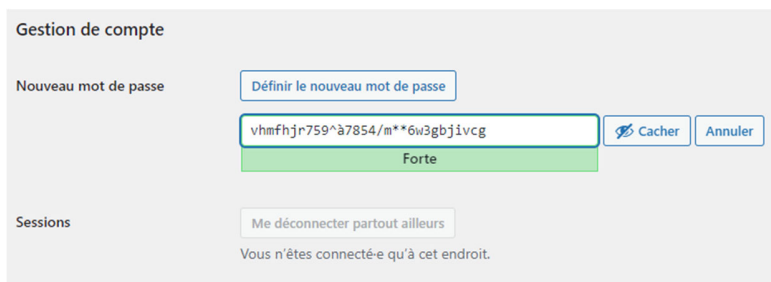 Gestion de compte
Nouveau mot de passe
Définir le nouveau mot de passe
vhmfhjr759^à7854/m**6w3gbjivcg
Cacher
Annuler
Forte
Sessions
Me déconnecter partout ailleurs
Vous n'êtes connecté·e qu'à cet endroit.